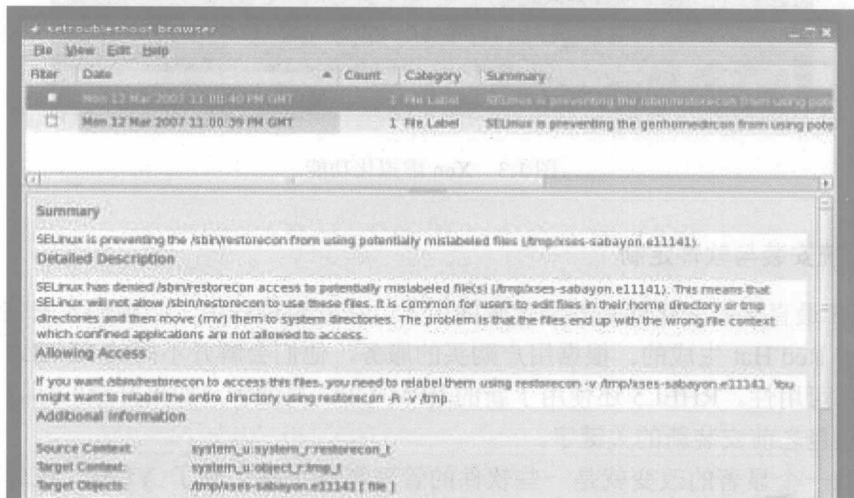 setroubleshoot browser
File View Edit Help
Filter Date Count Category Summary
Mon 12 Mar 2007 11:00:40 PM GMT 1 File Label SELinux is preventing the /sbin/restorecon from using pote
Mon 12 Mar 2007 11:00:39 PM GMT 1 File Label SELinux is preventing the genhomedircon from using pote
Summary
SELinux is preventing the /sbin/restorecon from using potentially mislabeled files (/tmp/xses-sabayon.e11141).
Detailed Description
SELinux has denied /sbin/restorecon access to potentially mislabeled file(s) (/tmp/xses-sabayon.e11141). This means that
SELinux will not allow /sbin/restorecon to use these files. It is common for users to edit files in their home directory or tmp
directories and then move (mv) them to system directories. The problem is that the files end up with the wrong file context
which confined applications are not allowed to access.
Allowing Access
If you want /sbin/restorecon to access this files, you need to relabel them using restorecon -v /tmp/xses-sabayon.e11141. You
might want to relabel the entire directory using restorecon -R -v /tmp.
Additional Information
Source Context: system_u:system_r:restorecon_t
Target Context: system_u:object_r:tmp_t
Target Objects: /tmp/xses-sabayon.e11141 [ file ]